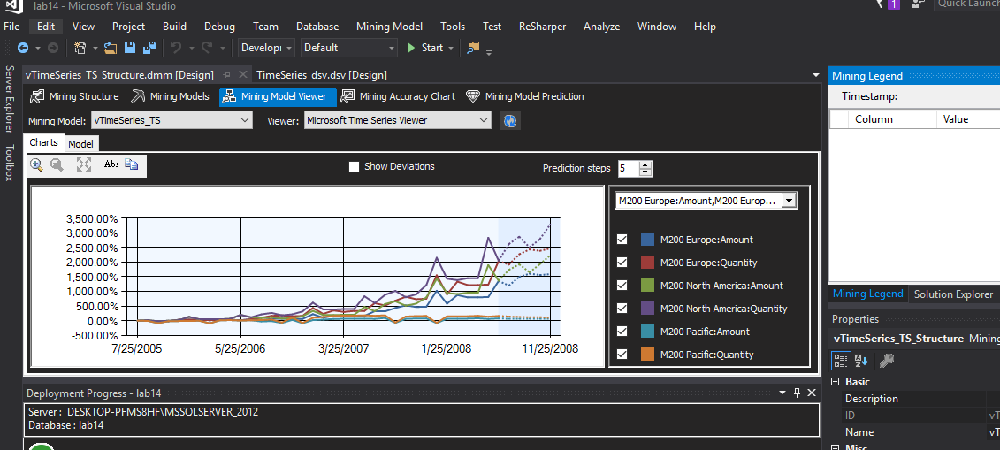 lab14 - Microsoft Visual Studio
1
Quick Launch
File Edit View Project Build Debug Team Database Mining Model Tools Test ReSharper Analyze Window Help
Developi Default Start
vTimeSeries_TS_Structure.dmm [Design] TimeSeries_dsv.dsv [Design]
Server Explorer
Toolbox
Mining Structure Mining Models Mining Model Viewer Mining Accuracy Chart Mining Model Prediction
Mining Model: vTimeSeries_TS Viewer: Microsoft Time Series Viewer
Charts Model
Abs Show Deviations Prediction steps 5
3,500.00%
3,000.00%
2,500.00%
2,000.00%
1,500.00%
1,000.00%
500.00%
0.00%
-500.00%
7/25/2005 5/25/2006 3/25/2007 1/25/2008 11/25/2008
M200 Europe:Amount,M200 Europ...
M200 Europe:Amount
M200 Europe:Quantity
M200 North America:Amount
M200 North America:Quantity
M200 Pacific:Amount
M200 Pacific:Quantity
Deployment Progress - lab14
Server : DESKTOP-PFMS8HF\MSSQLSERVER_2012
Database : lab14
Mining Legend
Timestamp:
Column Value
Mining Legend Solution Explorer
Properties
vTimeSeries_TS_Structure Mining
Basic
Description
ID vT
Name vT
Misc